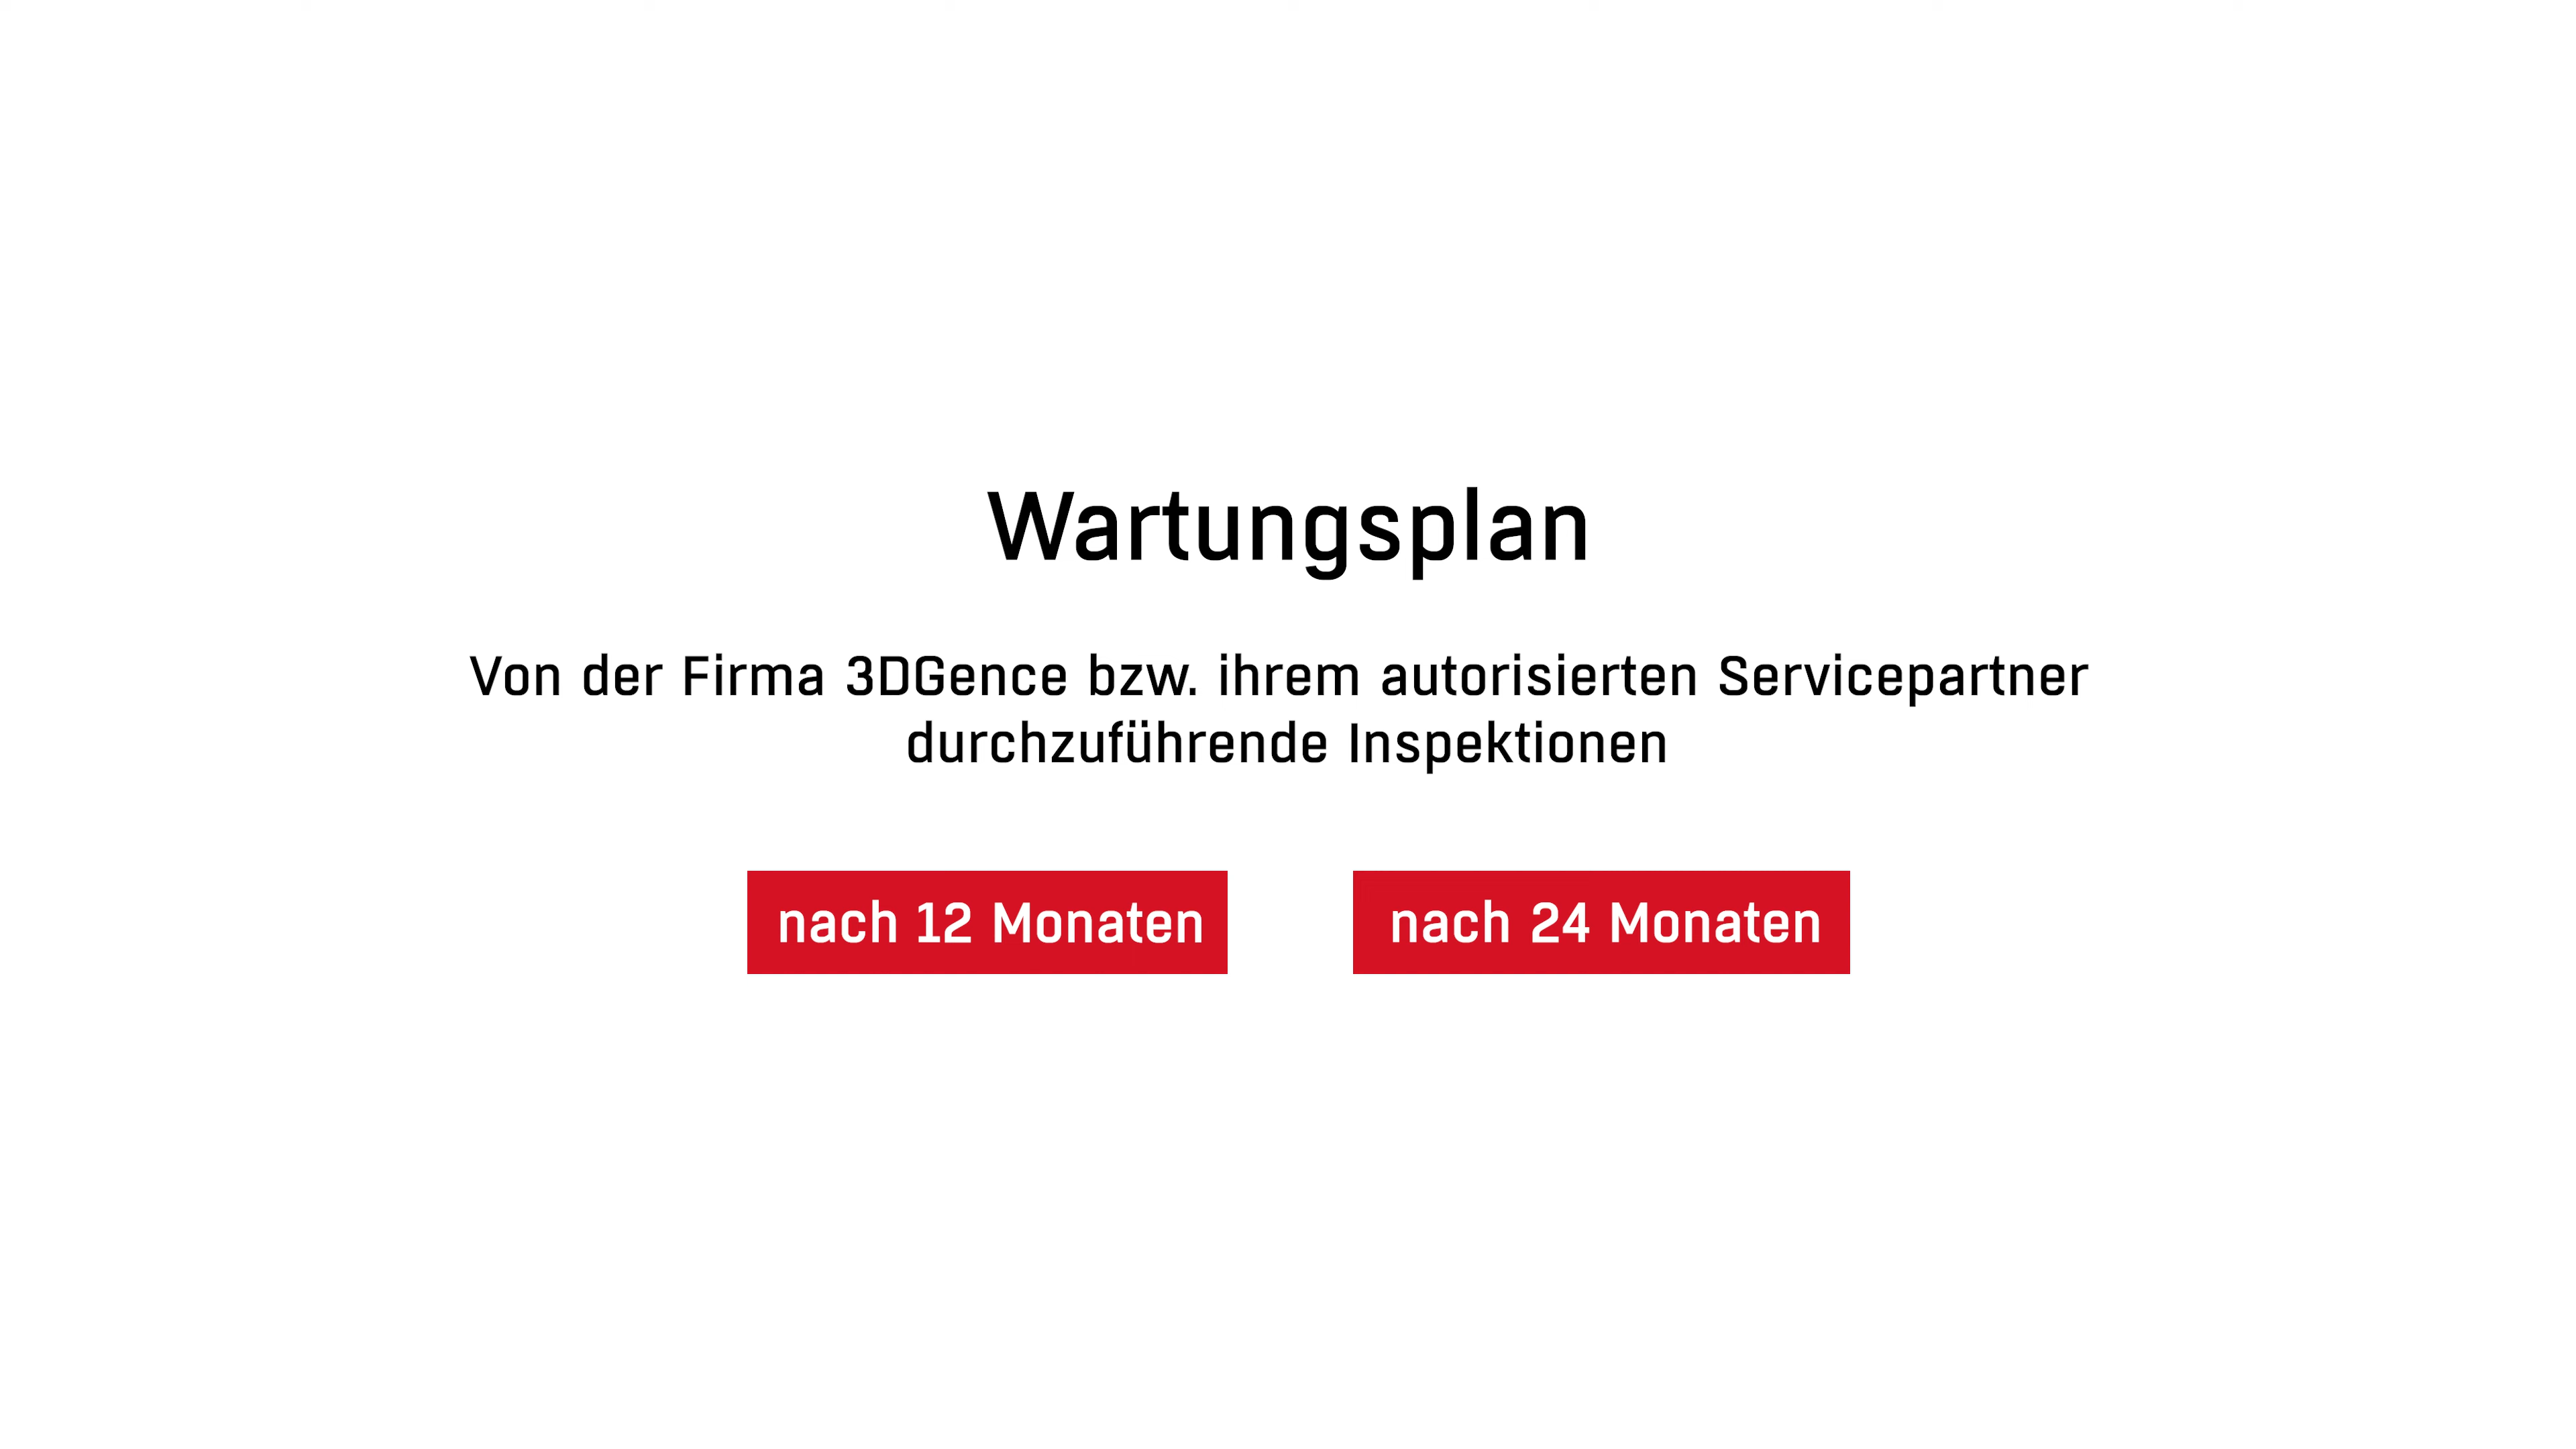 Wartungsplan
Von der Firma 3DGence bzw. ihrem autorisierten Servicepartner
durchzuführende Inspektionen
nach 12 Monaten
nach 24 Monaten